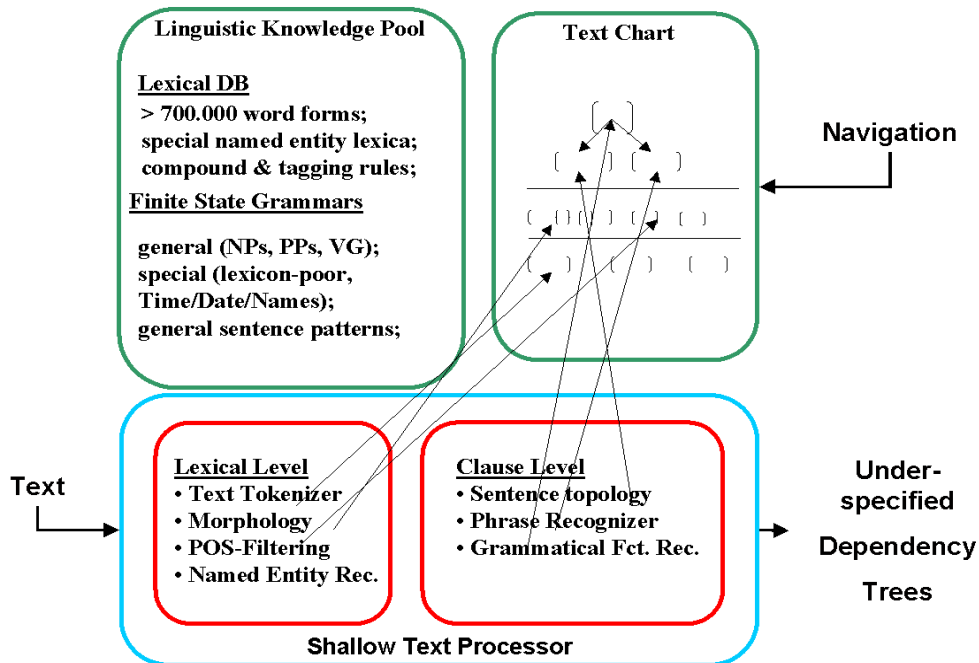 Linguistic Knowledge Pool
Lexical DB
> 700.000 word forms;
special named entity lexica;
compound & tagging rules;
Finite State Grammars
general (NPs, PPs, VG);
special (lexicon-poor,
Time/Date/Names);
general sentence patterns;
Text Chart
Navigation
Text
Lexical Level
• Text Tokenizer
• Morphology
• POS-Filtering
• Named Entity Rec.
Clause Level
• Sentence topology
• Phrase Recognizer
• Grammatical Fct. Rec.
Shallow Text Processor
Under-
specified
Dependency
Trees